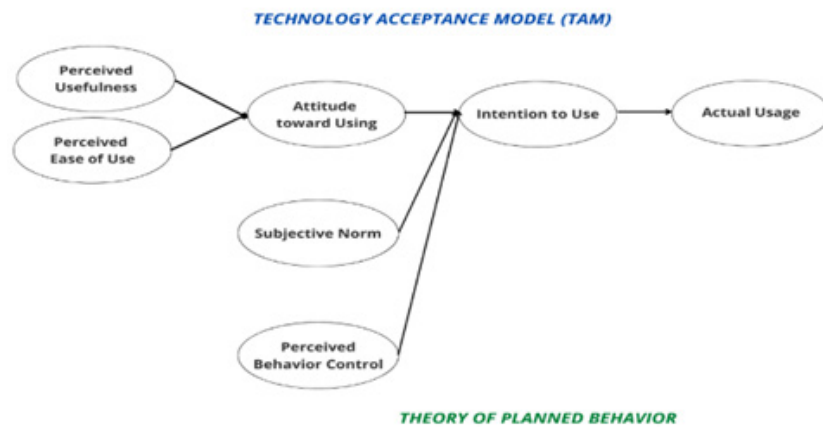 TECHNOLOGY ACCEPTANCE MODEL (TAM)
Perceived
Usefulness
Perceived
Ease of Use
Attitude
toward Using
Intention to Use
Actual Usage
Subjective Norm
Perceived
Behavior Control
THEORY OF PLANNED BEHAVIOR